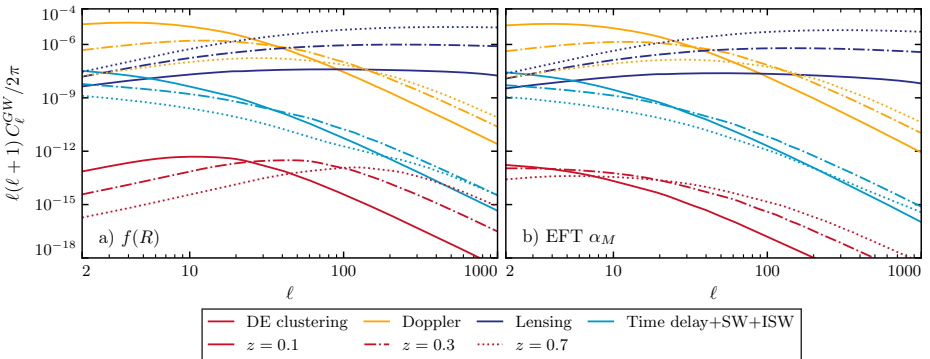 10⁻⁴
10⁻⁶
10⁻⁹
10⁻¹²
10⁻¹⁵
10⁻¹⁸
ℓ(ℓ + 1) C_ℓ^{GW}/2π
a) f(R)
b) EFT α_M
2 10 100 1000
2 10 100 1000
ℓ ℓ
DE clustering Doppler Lensing Time delay+SW+ISW
z = 0.1 z = 0.3 z = 0.7